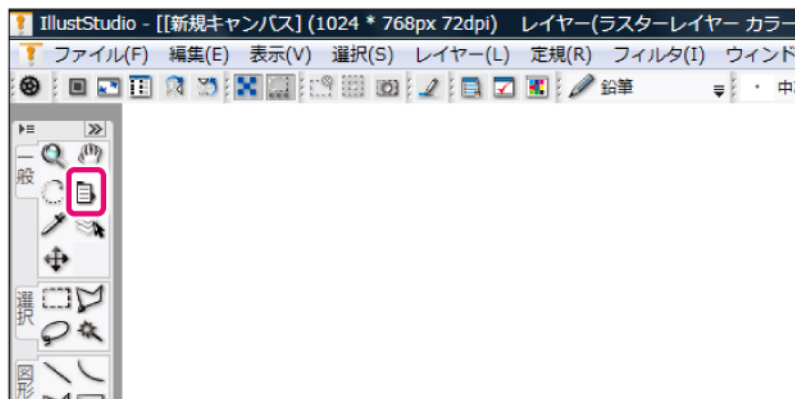 IllustStudio - [[新規キャンバス] (1024 * 768px 72dpi) レイヤー(ラスターレイヤー カラー
ファイル(F) 編集(E) 表示(V) 選択(S) レイヤー(L) 定規(R) フィルタ(I) ウィンド
鉛筆 中
一般
選択
図形